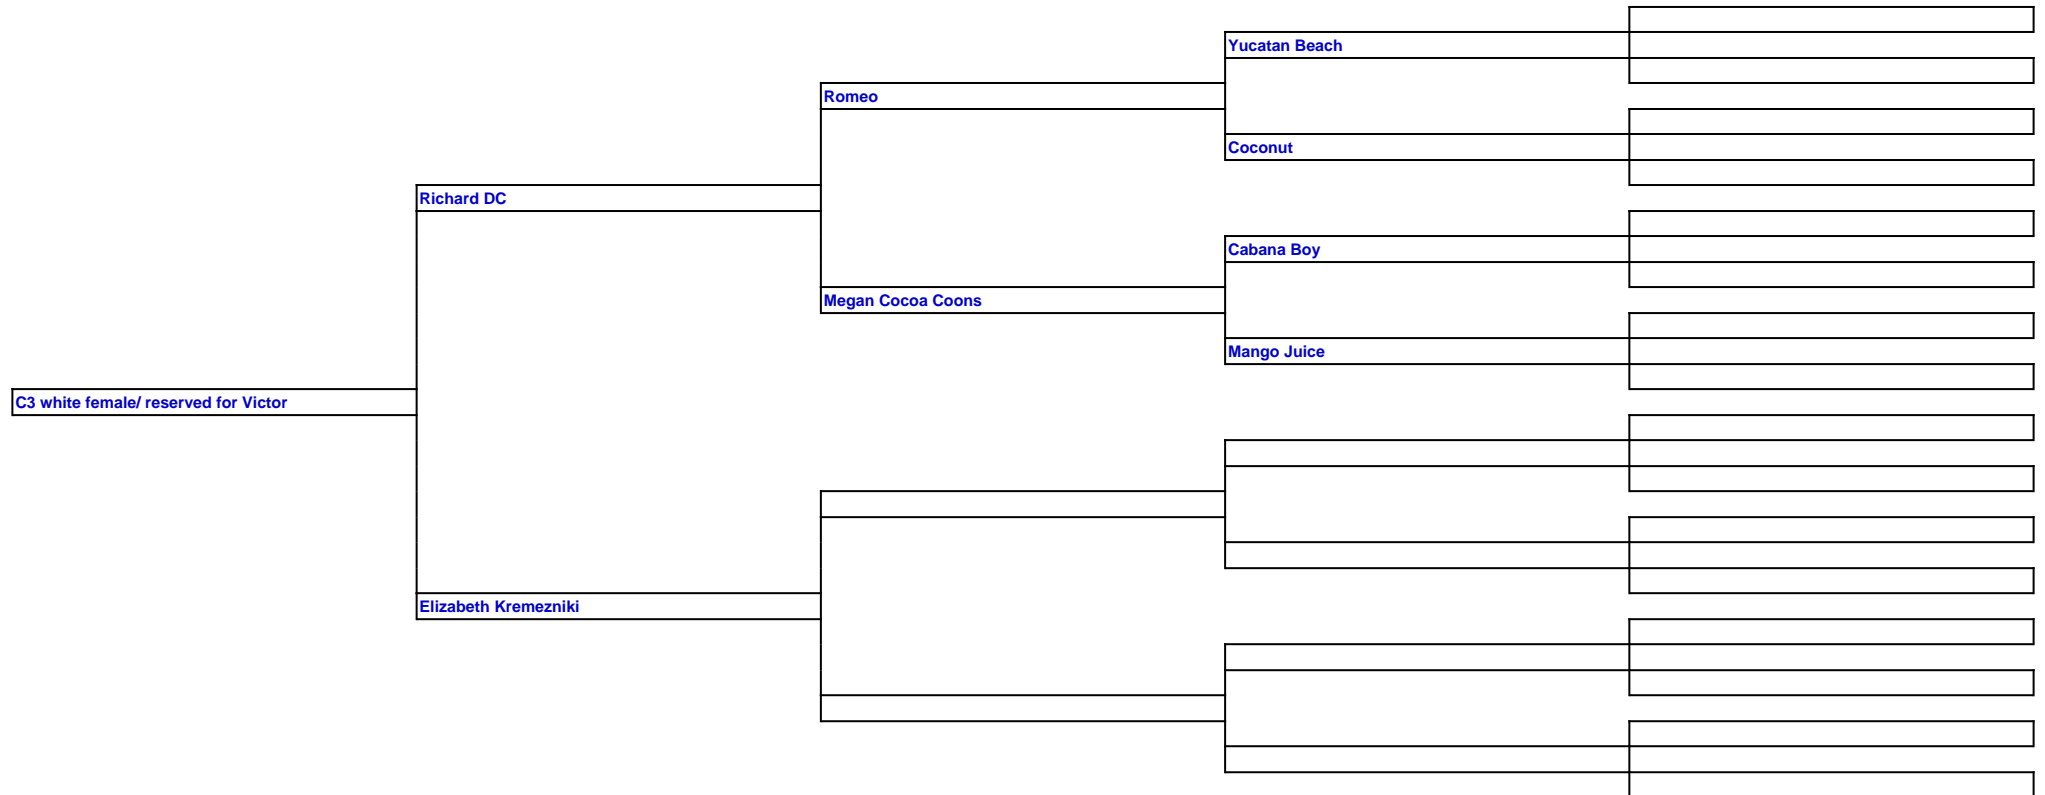 Yucatan Beach
Romeo
Coconut
Richard DC
Cabana Boy
Megan Cocoa Coons
Mango Juice
C3 white female/ reserved for Victor
Elizabeth Kremezniki